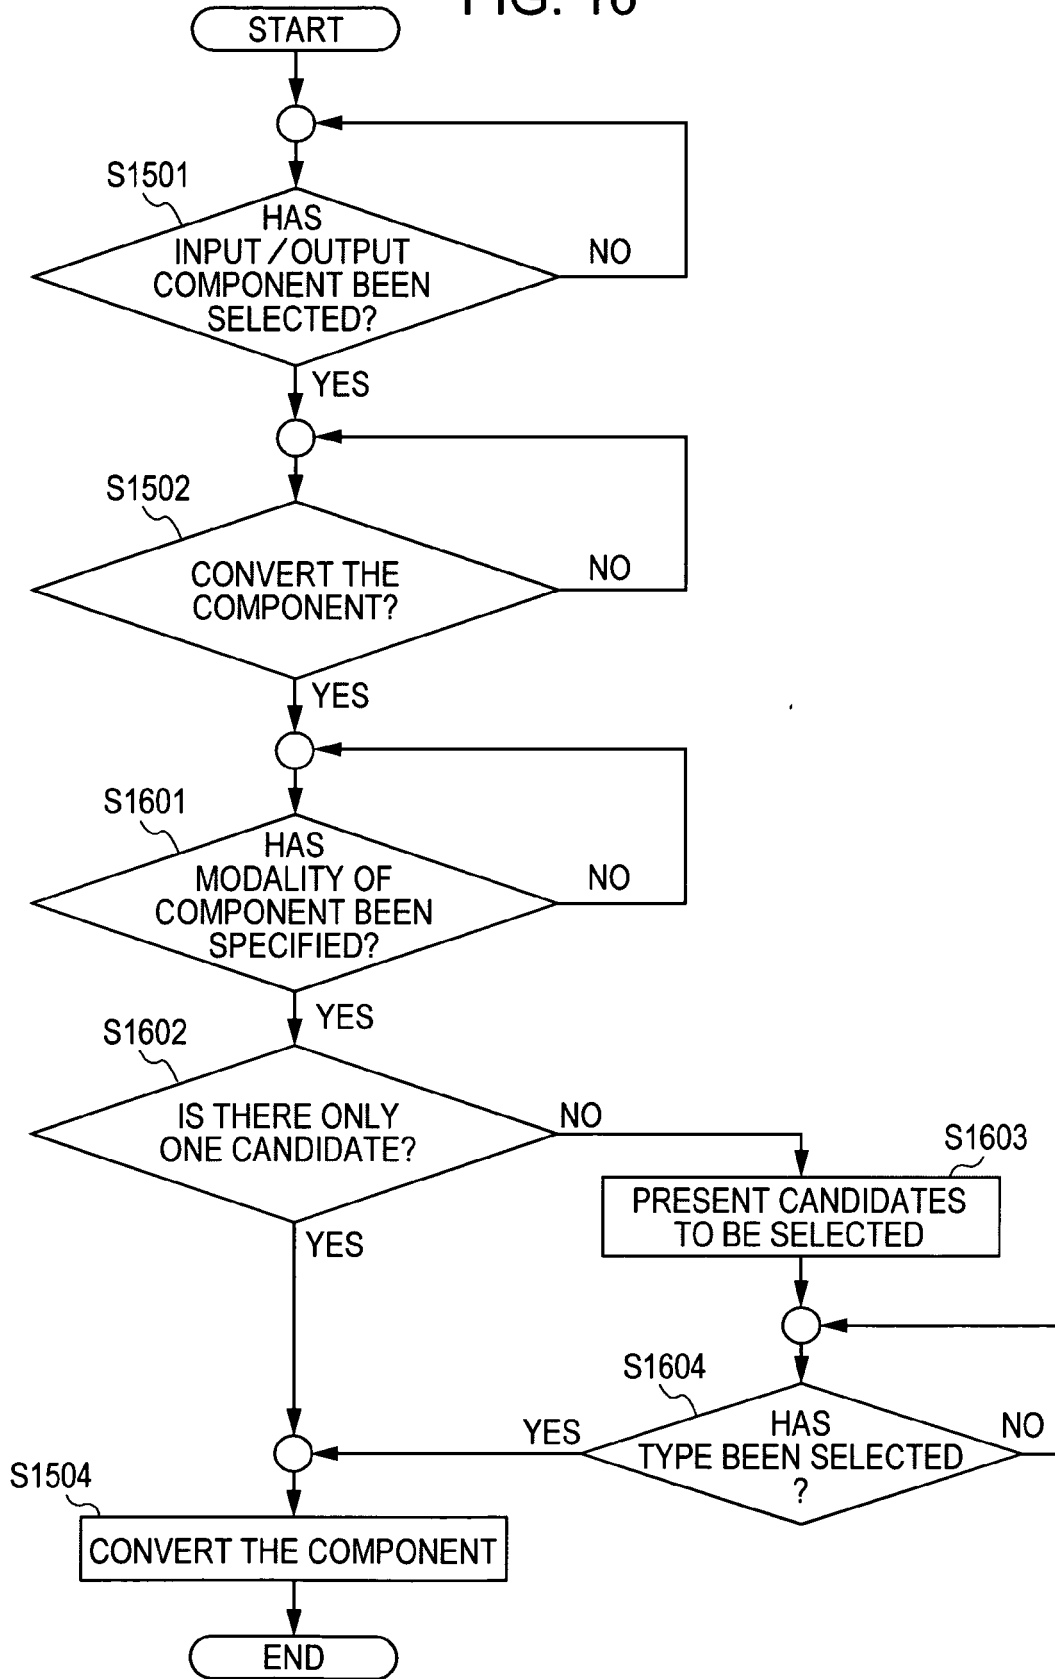 FIG. 16
START
S1501
HAS
INPUT/OUTPUT
COMPONENT BEEN
SELECTED?
NO
YES
S1502
CONVERT THE
COMPONENT?
NO
YES
S1601
HAS
MODALITY OF
COMPONENT BEEN
SPECIFIED?
NO
YES
S1602
IS THERE ONLY
ONE CANDIDATE?
NO
YES
S1603
PRESENT CANDIDATES
TO BE SELECTED
S1604
HAS
TYPE BEEN SELECTED
?
NO
YES
S1504
CONVERT THE COMPONENT
END